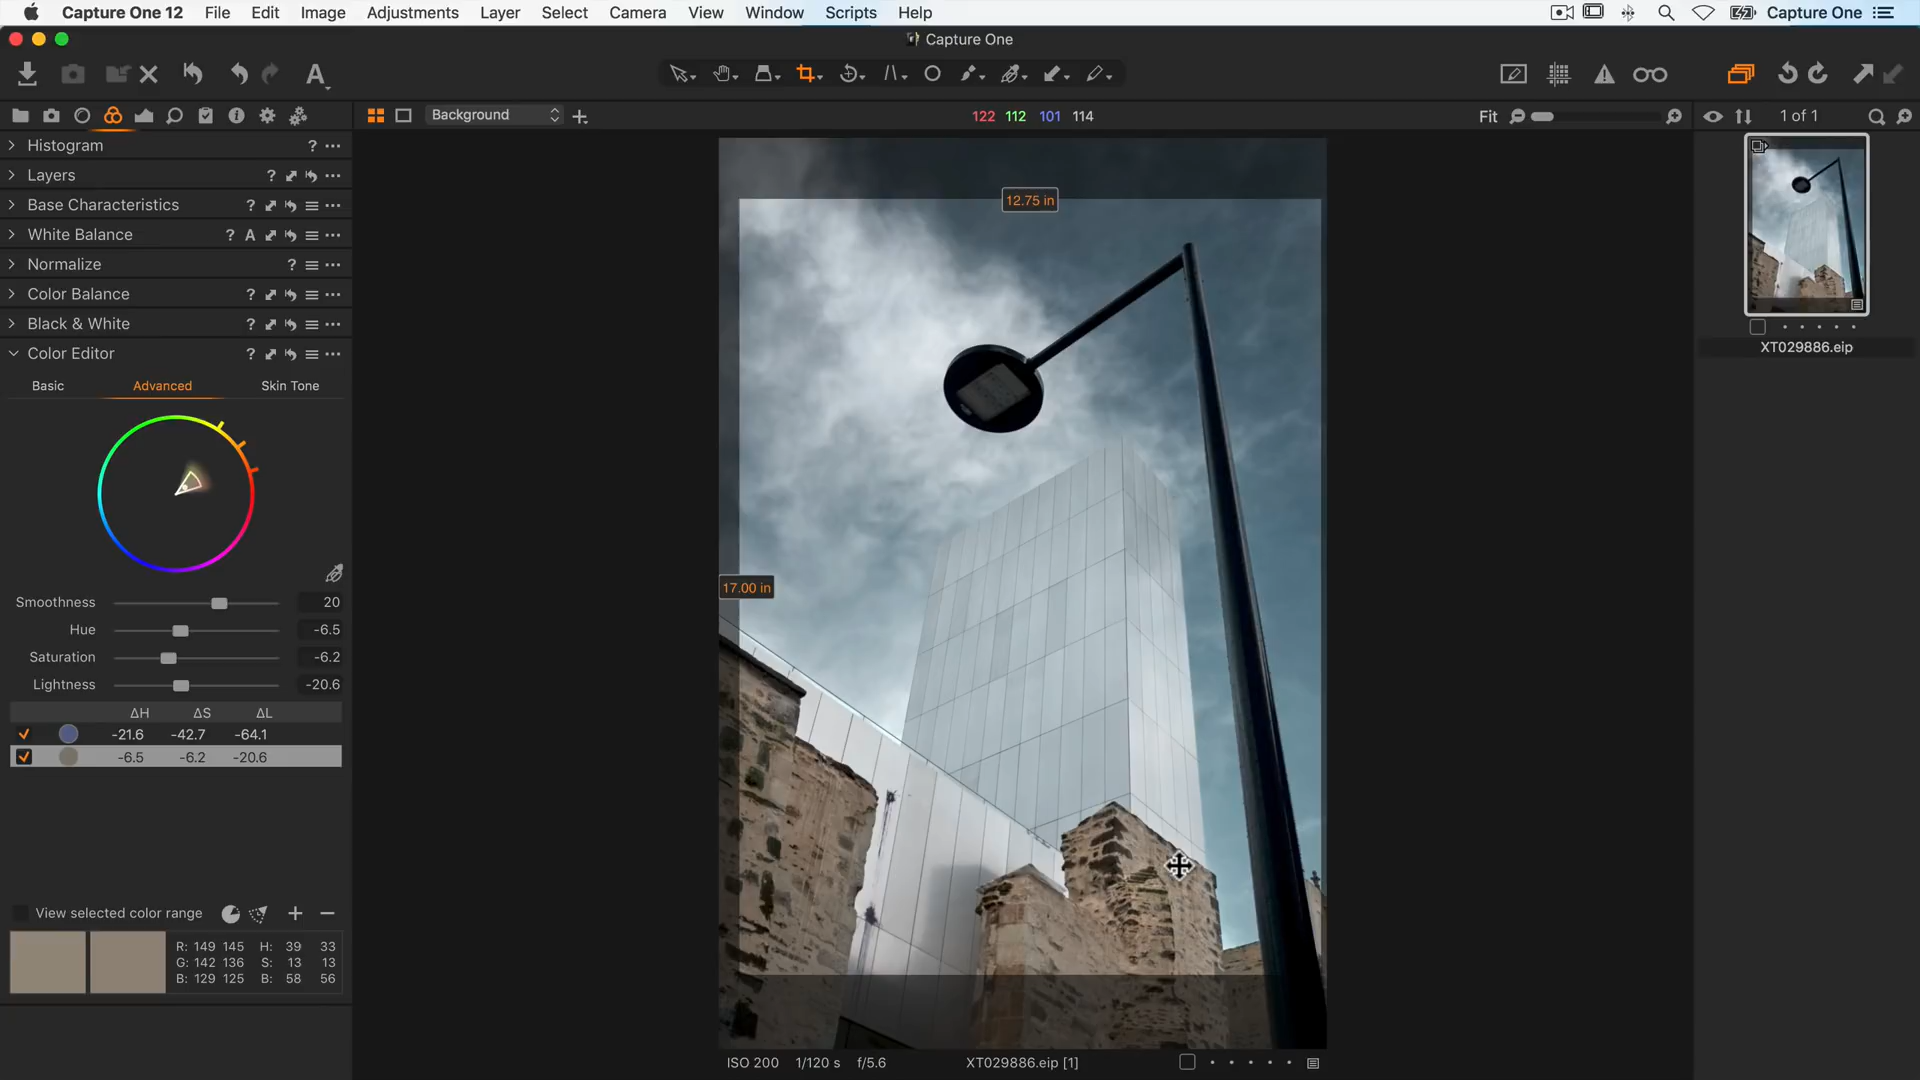 Capture One 12 File Edit Image Adjustments Layer Select Camera View Window Scripts Help Capture One
Capture One
A
Background 122 112 101 114 Fit 1 of 1
Histogram ? ...
Layers ? ...
Base Characteristics ? ...
White Balance ? A ...
Normalize ? ...
Color Balance ? ...
Black & White ? ...
Color Editor ? ...
Basic Advanced Skin Tone
Smoothness 20
Hue -6.5
Saturation -6.2
Lightness -20.6
ΔH ΔS ΔL
-21.6 -42.7 -64.1
-6.5 -6.2 -20.6
View selected color range + −
R: 149 145 H: 39 33
G: 142 136 S: 13 13
B: 129 125 B: 58 56
12.75 in
17.00 in
ISO 200 1/120 s f/5.6 XT029886.eip [1]
XT029886.eip